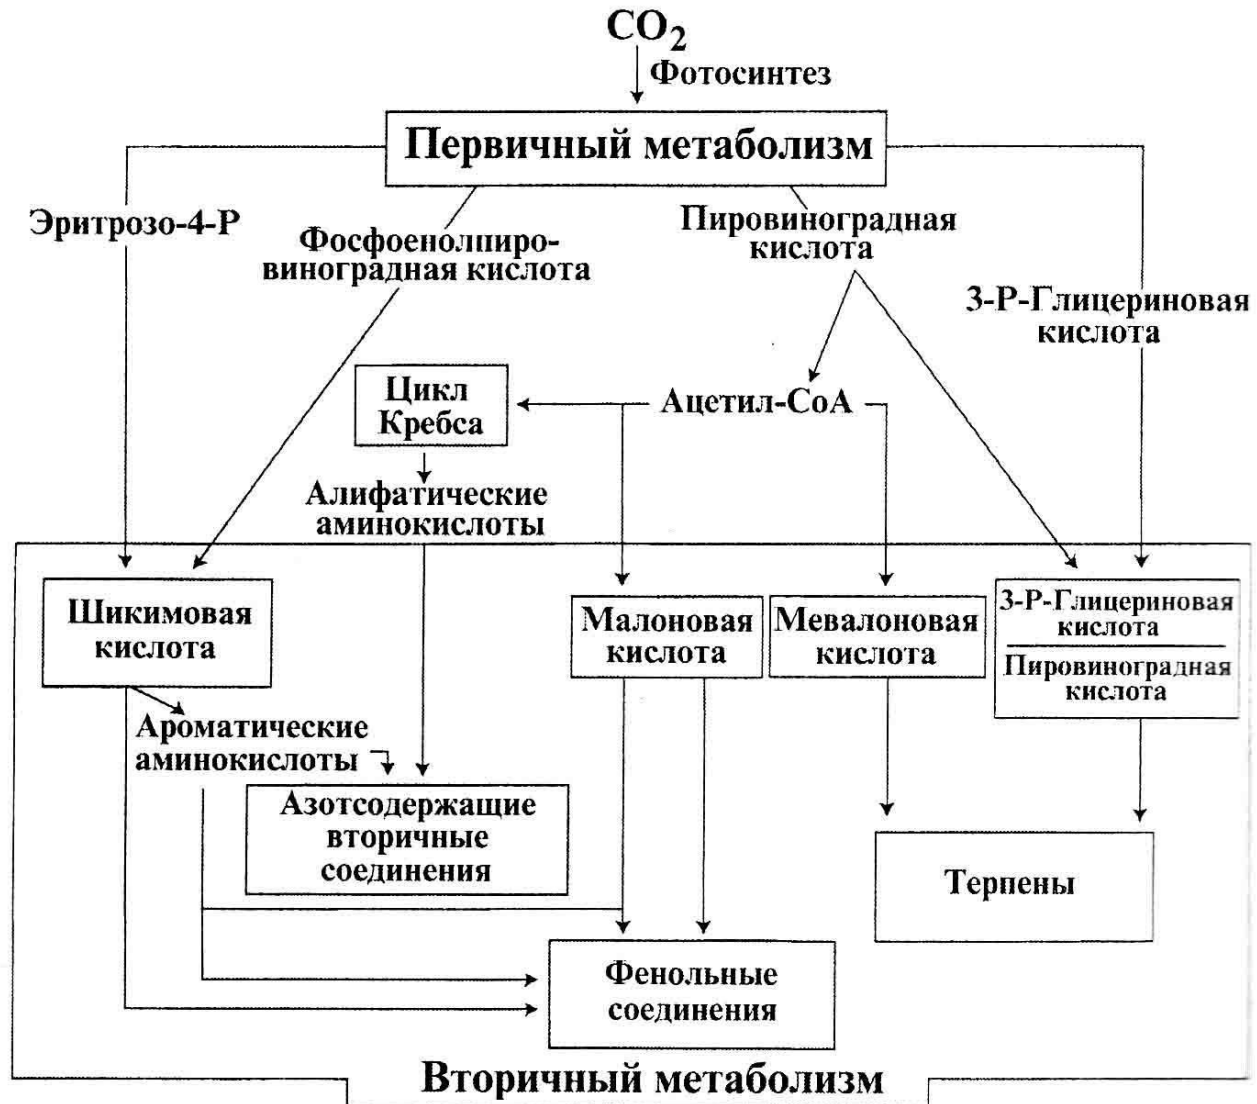 CO₂
Фотосинтез
Первичный метаболизм
Эритрозо-4-Р
Фосфоенолпиро-
виноградная кислота
Пировиноградная
кислота
3-Р-Глицериновая
кислота
Цикл
Кребса
Ацетил-СоА
Алифатические
аминокислоты
Шикимовая
кислота
Малоновая
кислота
Мевалоновая
кислота
3-Р-Глицериновая
кислота
Пировиноградная
кислота
Ароматические
аминокислоты
Азотсодержащие
вторичные
соединения
Терпены
Фенольные
соединения
Вторичный метаболизм